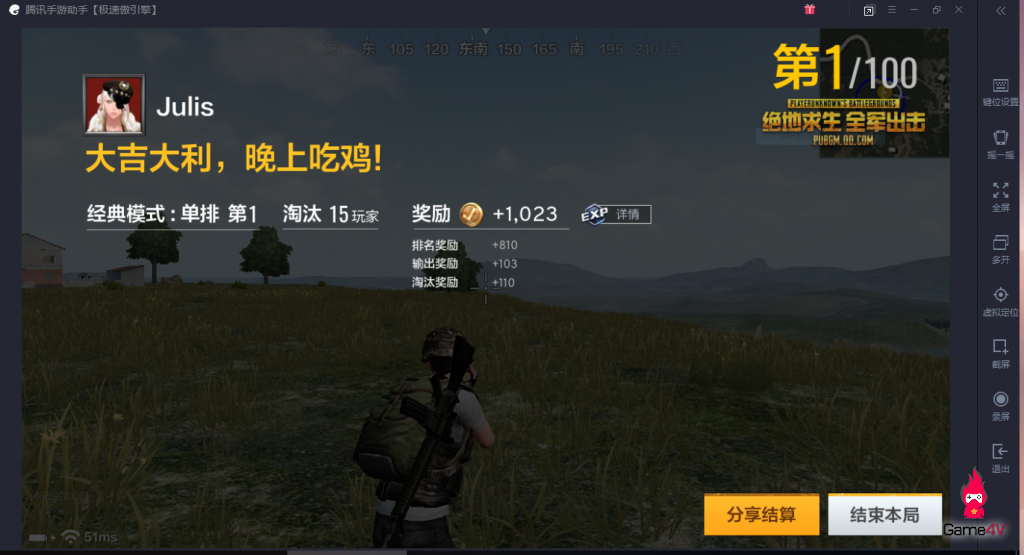 腾讯手游助手【极速傲引擎】
东 105 120 东南 150 165 南 195 210 西
第1/100
PLAYERUNKNOWN'S BATTLEGROUNDS
绝地求生 全军出击
PUBGM.QQ.COM
Julis
大吉大利，晚上吃鸡!
经典模式：单排 第1 淘汰 15玩家 奖励 +1,023 EXP 详情
排名奖励 +810
输出奖励 +103
淘汰奖励 +110
键位设置
摇一摇
全屏
多开
虚拟定位
截屏
录屏
退出
分享结算 结束本局
51ms
Game4V